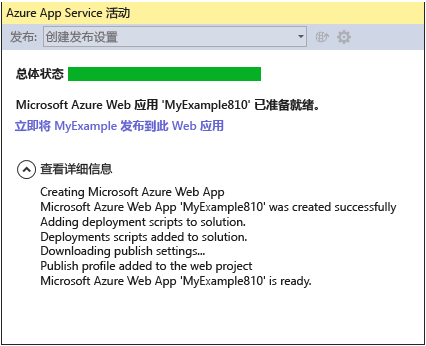 Azure App Service 活动
发布: 创建发布设置
总体状态
Microsoft Azure Web 应用 'MyExample810' 已准备就绪。
立即将 MyExample 发布到此 Web 应用
查看详细信息
Creating Microsoft Azure Web App
Microsoft Azure Web App 'MyExample810' was created successfully
Adding deployment scripts to solution.
Deployments scripts added to solution.
Downloading publish settings...
Publish profile added to the web project
Microsoft Azure Web App 'MyExample810' is ready.